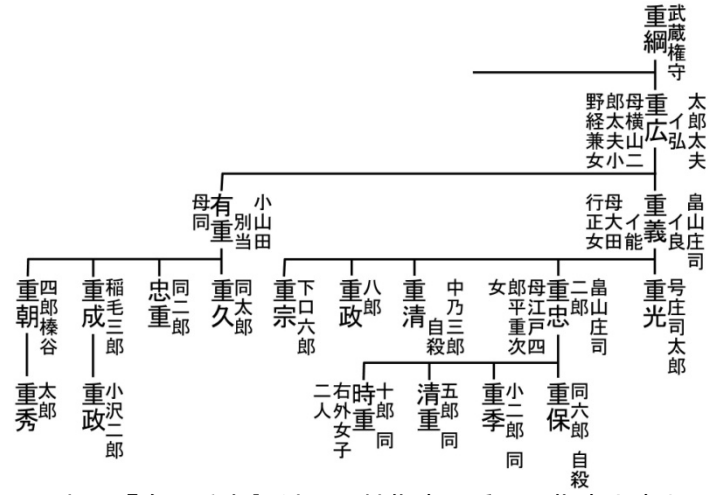 武蔵権守
重綱
太郎太夫
イ弘
重広
母横山二
郎太夫小
野経兼女
畠山庄司
イ良
重義
イ能
母大田
行正女
小山田
別当
有重
母同
号庄司太郎
重光
畠山庄司
二郎
重忠
母江戸四
郎平重次
女
中乃三郎
自殺
重清
八郎
重政
下口六郎
重宗
同太郎
重久
同二郎
忠重
稲毛三郎
重成
四郎榛谷
重朝
同六郎 自殺
重保
小二郎 同
重季
五郎 同
清重
十郎 同
時重
右外女子
二人
小沢二郎
重政
太郎
重秀